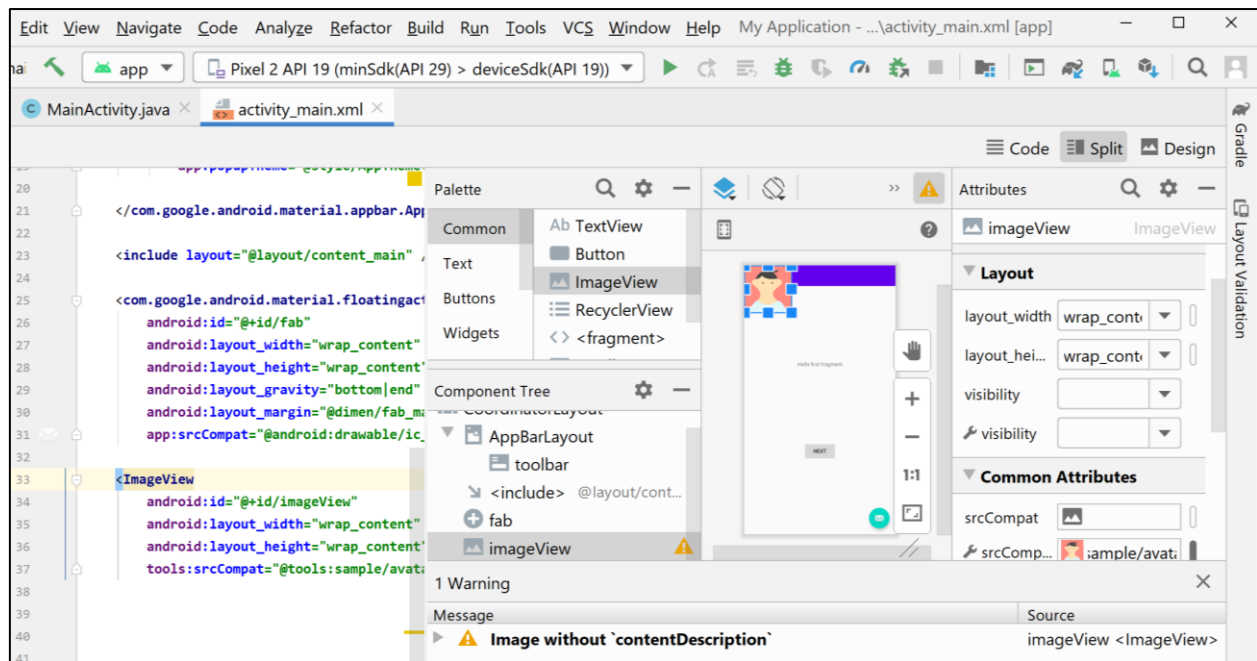 Edit View Navigate Code Analyze Refactor Build Run Tools VCS Window Help My Application - ...\activity_main.xml [app]
app Pixel 2 API 19 (minSdk(API 29) > deviceSdk(API 19))
MainActivity.java activity_main.xml
Code Split Design
Gradle
Layout Validation
20
21 </com.google.android.material.appbar.App
22
23 <include layout="@layout/content_main"
24
25 <com.google.android.material.floatingact
26 android:id="@+id/fab"
27 android:layout_width="wrap_content"
28 android:layout_height="wrap_content"
29 android:layout_gravity="bottom|end"
30 android:layout_margin="@dimen/fab_ma
31 app:srcCompat="@android:drawable/ic_
32
33 <ImageView
34 android:id="@+id/imageView"
35 android:layout_width="wrap_content"
36 android:layout_height="wrap_content"
37 tools:srcCompat="@tools:sample/avata
38
39
40
41
Palette
Common
Text
Buttons
Widgets
Ab TextView
Button
ImageView
RecyclerView
<> <fragment>
Component Tree
CoordinatorLayout
AppBarLayout
toolbar
<include> @layout/cont...
fab
imageView
Hello first fragment
NEXT
1:1
Attributes
imageView ImageView
Layout
layout_width wrap_conte
layout_hei... wrap_conte
visibility
visibility
Common Attributes
srcCompat
srcComp... sample/avata
1 Warning
Message Source
Image without `contentDescription` imageView <ImageView>